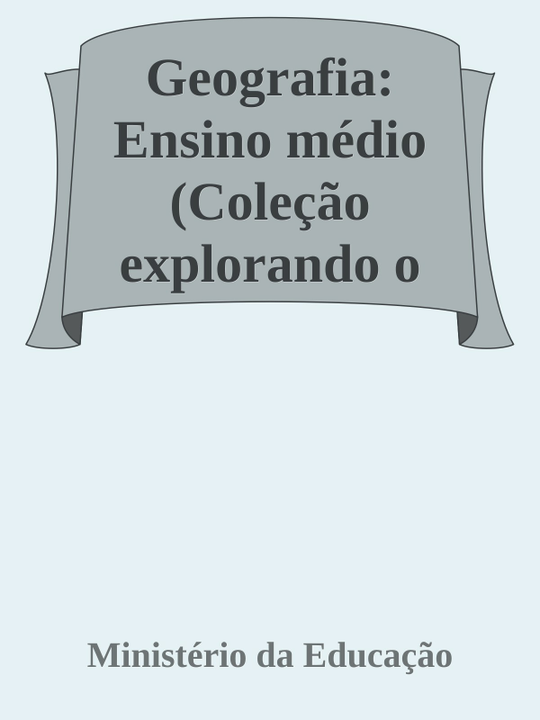 Geografia:
Ensino médio
(Coleção
explorando o
Ministério da Educação